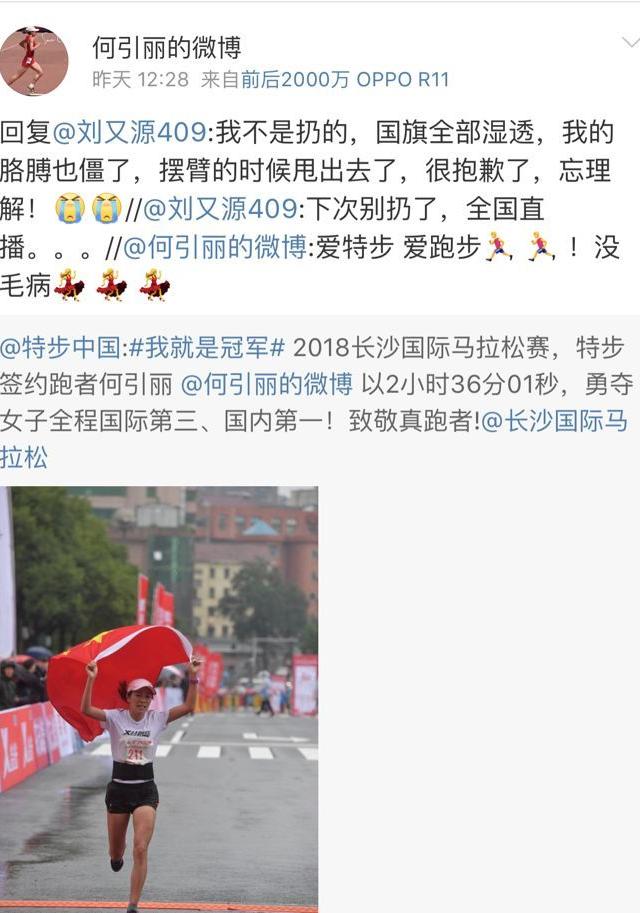 何引丽的微博
昨天 12:28 来自前后2000万 OPPO R11
回复@刘又源409:我不是扔的，国旗全部湿透，我的
胳膊也僵了，摆臂的时候甩出去了，很抱歉了，忘理
解！😭😭//@刘又源409:下次别扔了，全国直
播。。。//@何引丽的微博:爱特步 爱跑步🏃🏃！没
毛病💃💃💃
@特步中国:#我就是冠军# 2018长沙国际马拉松赛，特步
签约跑者何引丽 @何引丽的微博 以2小时36分01秒，勇夺
女子全程国际第三、国内第一！致敬真跑者!@长沙国际马
拉松
211